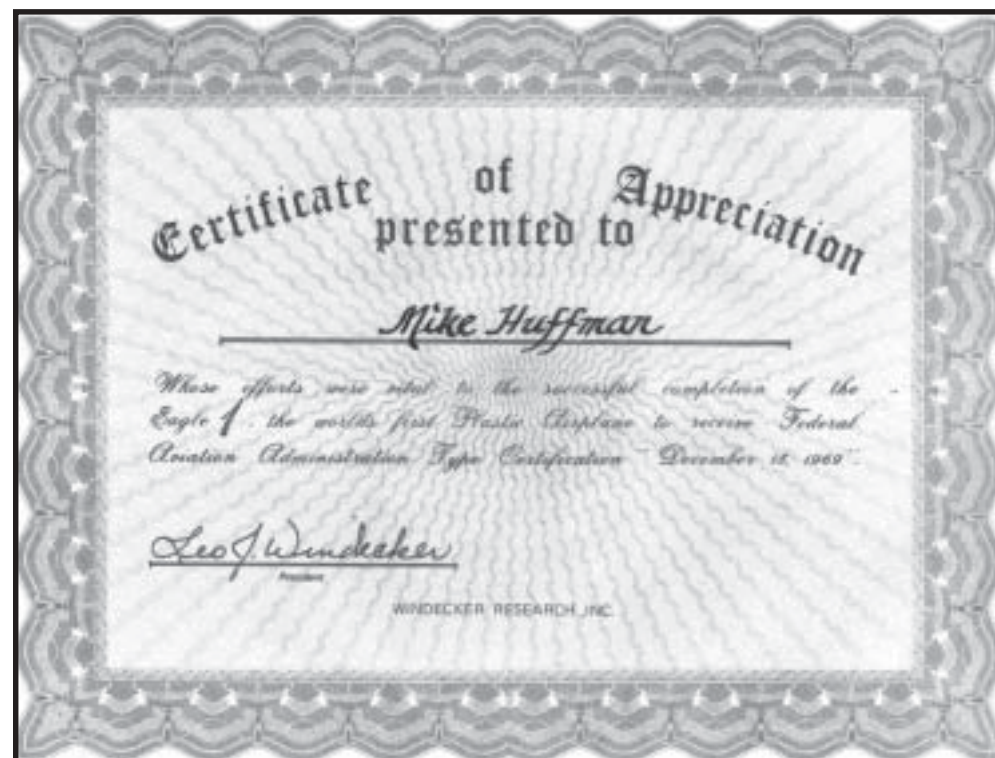 Certificate of Appreciation
presented to
Mike Huffman
Whose efforts were vital to the successful completion of the
Eagle 1, the worlds first Plastic Airplane to receive Federal
Aviation Administration Type Certification "December 18, 1969".
Leo J. Windecker
President
WINDECKER RESEARCH, INC.